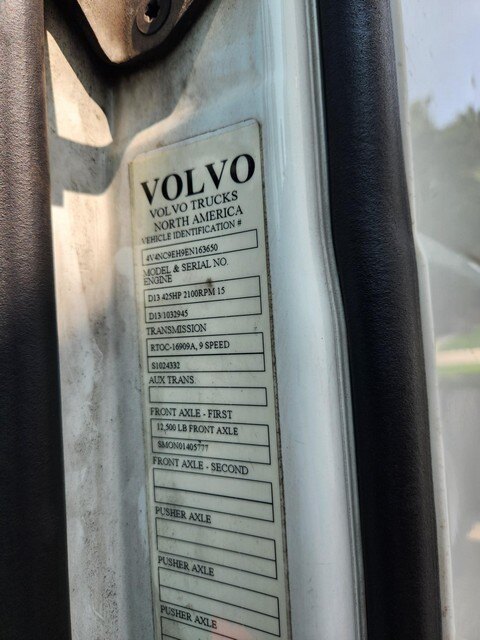 VOLVO
VOLVO TRUCKS
NORTH AMERICA
VEHICLE IDENTIFICATION #
4V4NC9EH9EN163650
MODEL & SERIAL NO.
ENGINE
D13 425HP 2100RPM 15
D13/1032945
TRANSMISSION
RTOC-16909A, 9 SPEED
S1024332
AUX TRANS.
FRONT AXLE - FIRST
12,500 LB FRONT AXLE
SMON01405777
FRONT AXLE - SECOND
PUSHER AXLE
PUSHER AXLE
PUSHER AXLE